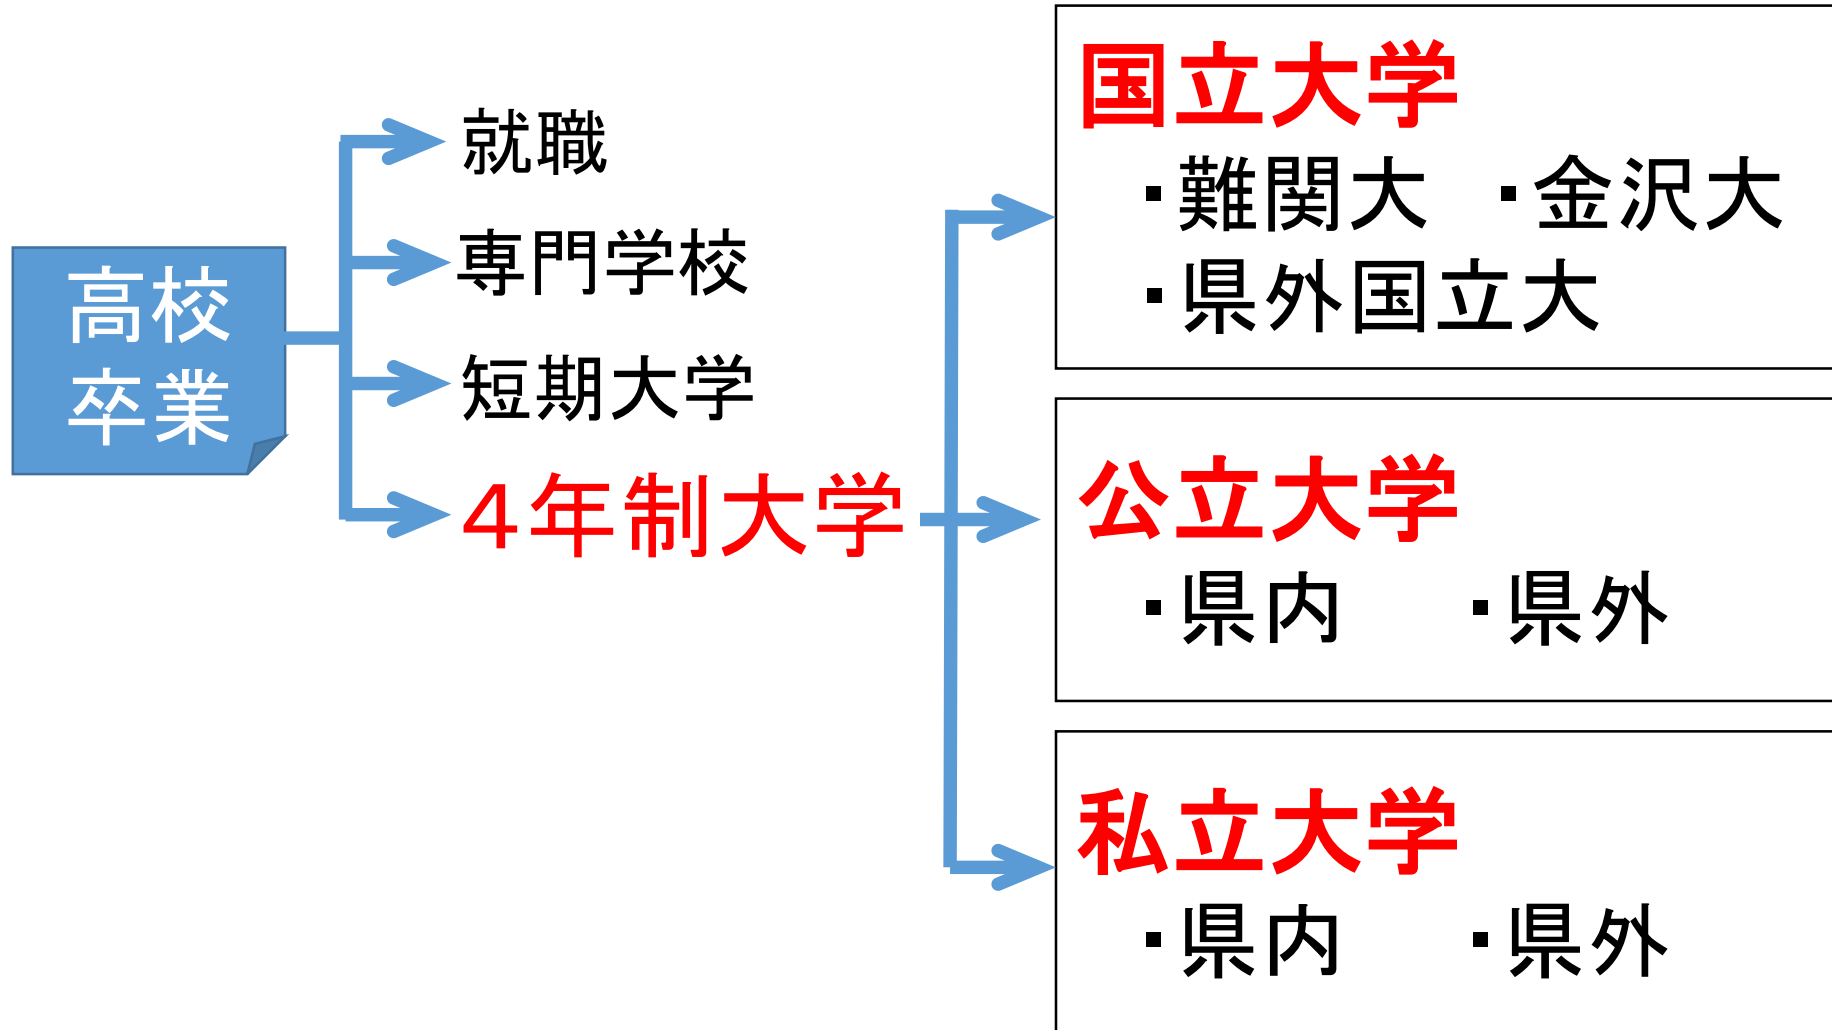 高校
卒業
就職
専門学校
短期大学
４年制大学
国立大学
・難関大　・金沢大
・県外国立大
公立大学
・県内　・県外
私立大学
・県内　・県外